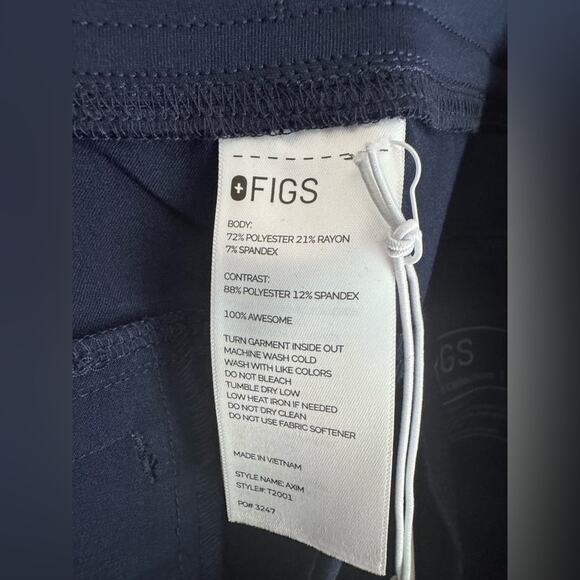 FIGS
BODY:
72% POLYESTER 21% RAYON
7% SPANDEX
CONTRAST:
88% POLYESTER 12% SPANDEX
100% AWESOME
TURN GARMENT INSIDE OUT
MACHINE WASH COLD
WASH WITH LIKE COLORS
DO NOT BLEACH
TUMBLE DRY LOW
LOW HEAT IRON IF NEEDED
DO NOT DRY CLEAN
DO NOT USE FABRIC SOFTENER
MADE IN VIETNAM
STYLE NAME: AXIM
STYLE#: T2001
PO# 3247
GS